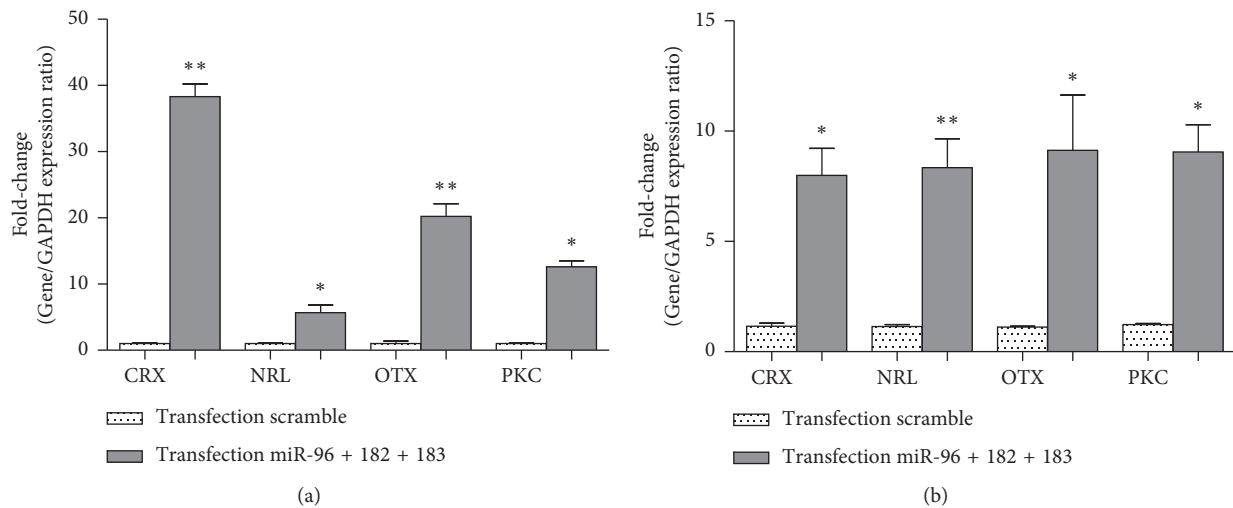 Fold-change
(Gene/GAPDH expression ratio)
50
40
30
20
10
0
**
*
**
*
CRX
NRL
OTX
PKC
Transfection scramble
Transfection miR-96 + 182 + 183
(a)
Fold-change
(Gene/GAPDH expression ratio)
15
10
5
0
*
**
*
*
CRX
NRL
OTX
PKC
Transfection scramble
Transfection miR-96 + 182 + 183
(b)